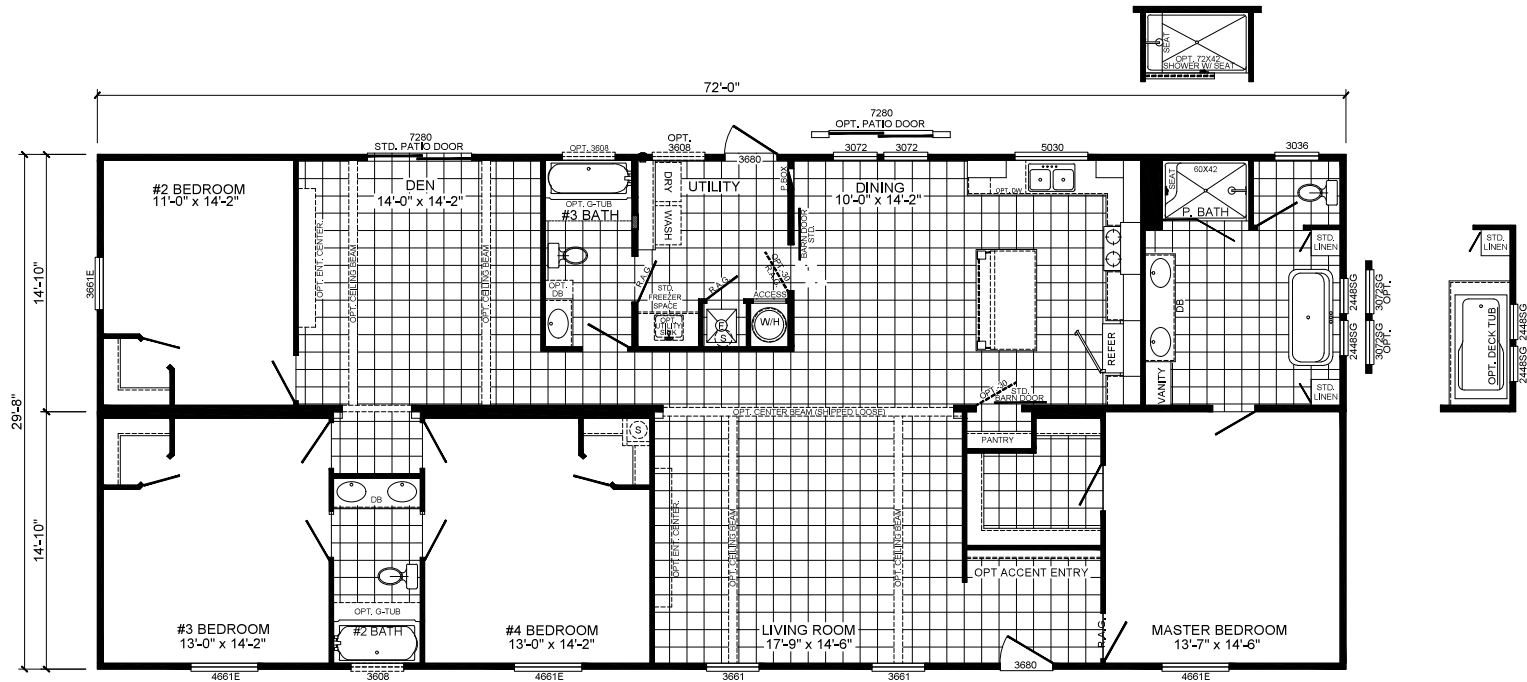 SEAT
OPT. 72X42
SHOWER W/ SEAT
72'-0"
7280
OPT. PATIO DOOR
7280
STD. PATIO DOOR
OPT. 3608
OPT.
3608
3680
3072
3072
5030
3036
#2 BEDROOM
11'-0" x 14'-2"
DEN
14'-0" x 14'-2"
OPT. G-TUB
#3 BATH
DRY
WASH
UTILITY
P.BOX
DINING
10'-0" x 14'-2"
BARN DOOR
STD.
OPT. DW
SEAT
60X42
P. BATH
STD.
LINEN
STD.
LINEN
14'-10"
3661E
OPT. ENT. CENTER.
OPT. CEILING BEAM
OPT. CEILING BEAM
OPT.
DB
R.A.G.
STD.
FREEZER
SPACE
OPT
UTILITY
SINK
R.A.G.
F
S
OPT. 30
R.A.G.
ACCESS
W/H
REFER
DB
VANITY
STD.
LINEN
2448SG
2448SG
3072SG
OPT.
3072SG
OPT.
OPT. DECK TUB
2448SG
2448SG
29'-8"
OPT. 30
STD.
BARN DOOR
OPT. CENTER BEAM (SHIPPED LOOSE)
PANTRY
S
14'-10"
DB
OPT. G-TUB
#2 BATH
OPT. ENT. CENTER.
OPT. CEILING BEAM
OPT. CEILING BEAM
OPT ACCENT ENTRY
#3 BEDROOM
13'-0" x 14'-2"
#4 BEDROOM
13'-0" x 14'-2"
LIVING ROOM
17'-9" x 14'-6"
R.A.G.
MASTER BEDROOM
13'-7" x 14'-6"
4661E
3608
4661E
3661
3661
3680
4661E